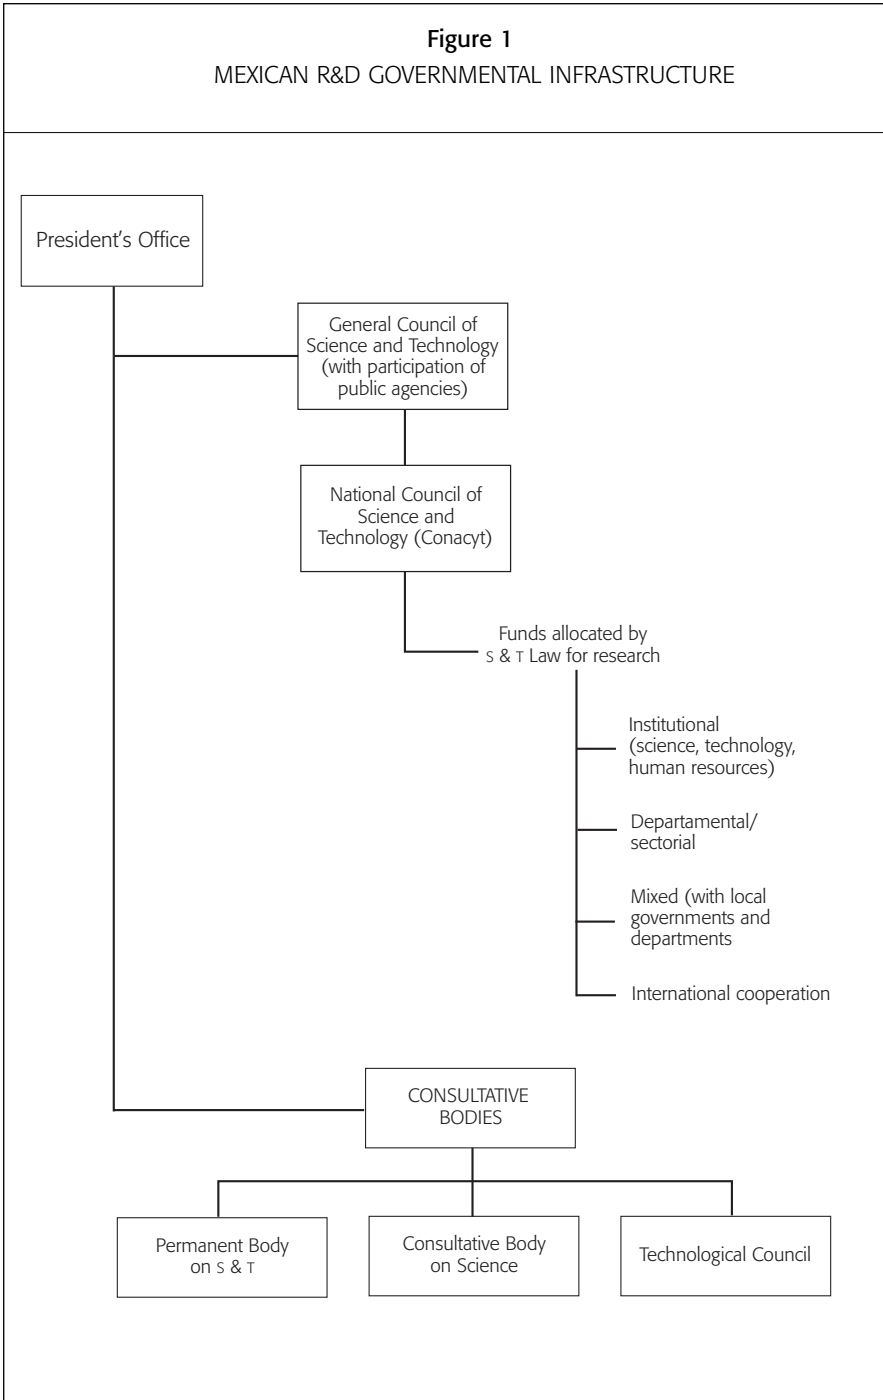 Figure 1
MEXICAN R&D GOVERNMENTAL INFRASTRUCTURE
President's Office
General Council of
Science and Technology
(with participation of
public agencies)
National Council of
Science and
Technology (Conacyt)
Funds allocated by
S & T Law for research
Institutional
(science, technology,
human resources)
Departamental/
sectorial
Mixed (with local
governments and
departments
International cooperation
CONSULTATIVE
BODIES
Permanent Body
on S & T
Consultative Body
on Science
Technological Council